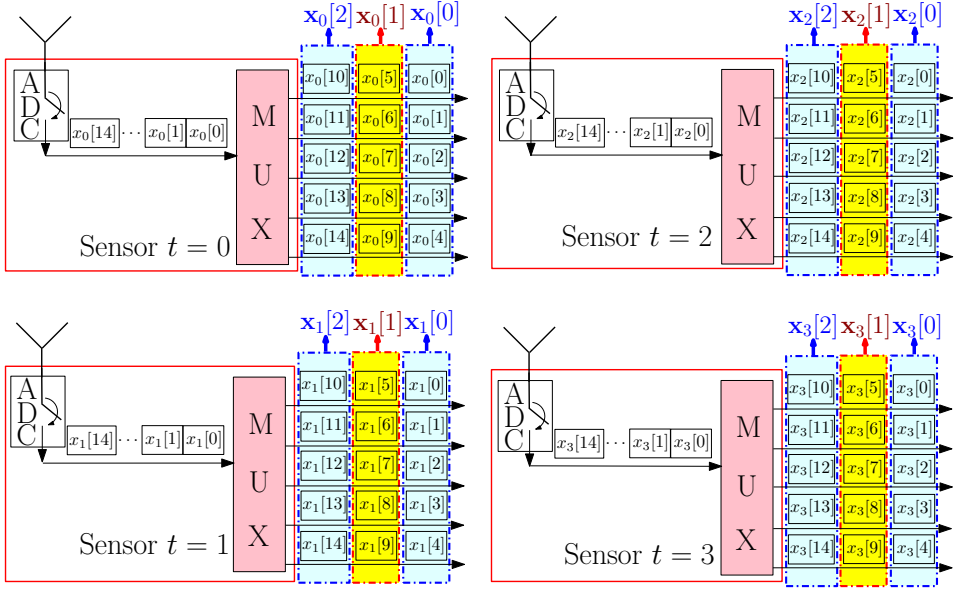 𝐱₀[2] 𝐱₀[1] 𝐱₀[0]
A
D
C
x₀[14] ⋯ x₀[1] x₀[0]
M
U
X
x₀[10] x₀[5] x₀[0]
x₀[11] x₀[6] x₀[1]
x₀[12] x₀[7] x₀[2]
x₀[13] x₀[8] x₀[3]
x₀[14] x₀[9] x₀[4]
Sensor t = 0
𝐱₂[2] 𝐱₂[1] 𝐱₂[0]
A
D
C
x₂[14] ⋯ x₂[1] x₂[0]
M
U
X
x₂[10] x₂[5] x₂[0]
x₂[11] x₂[6] x₂[1]
x₂[12] x₂[7] x₂[2]
x₂[13] x₂[8] x₂[3]
x₂[14] x₂[9] x₂[4]
Sensor t = 2
𝐱₁[2] 𝐱₁[1] 𝐱₁[0]
A
D
C
x₁[14] ⋯ x₁[1] x₁[0]
M
U
X
x₁[10] x₁[5] x₁[0]
x₁[11] x₁[6] x₁[1]
x₁[12] x₁[7] x₁[2]
x₁[13] x₁[8] x₁[3]
x₁[14] x₁[9] x₁[4]
Sensor t = 1
𝐱₃[2] 𝐱₃[1] 𝐱₃[0]
A
D
C
x₃[14] ⋯ x₃[1] x₃[0]
M
U
X
x₃[10] x₃[5] x₃[0]
x₃[11] x₃[6] x₃[1]
x₃[12] x₃[7] x₃[2]
x₃[13] x₃[8] x₃[3]
x₃[14] x₃[9] x₃[4]
Sensor t = 3